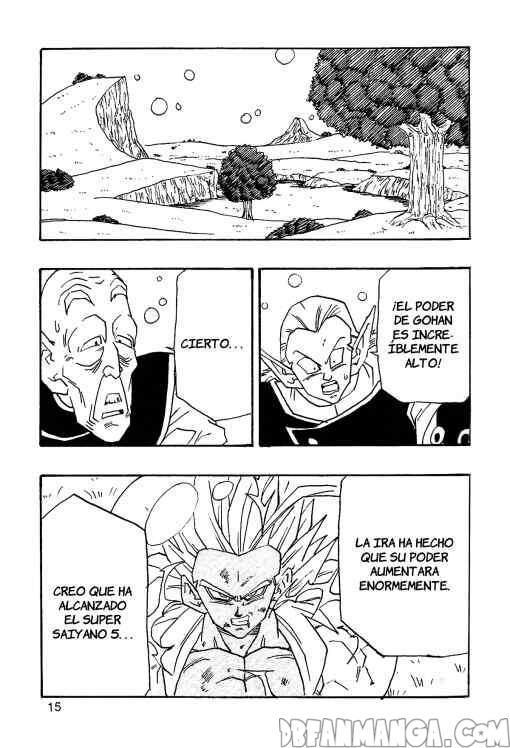 ¡EL PODER
DE GOHAN
ES INCRE-
ÍBLEMENTE
ALTO!
CIERTO...
LA IRA HA HECHO
QUE SU PODER
AUMENTARA
ENORMEMENTE.
CREO QUE HA
ALCANZADO
EL SUPER
SAIYANO 5...
15
DBFANMANGA.COM